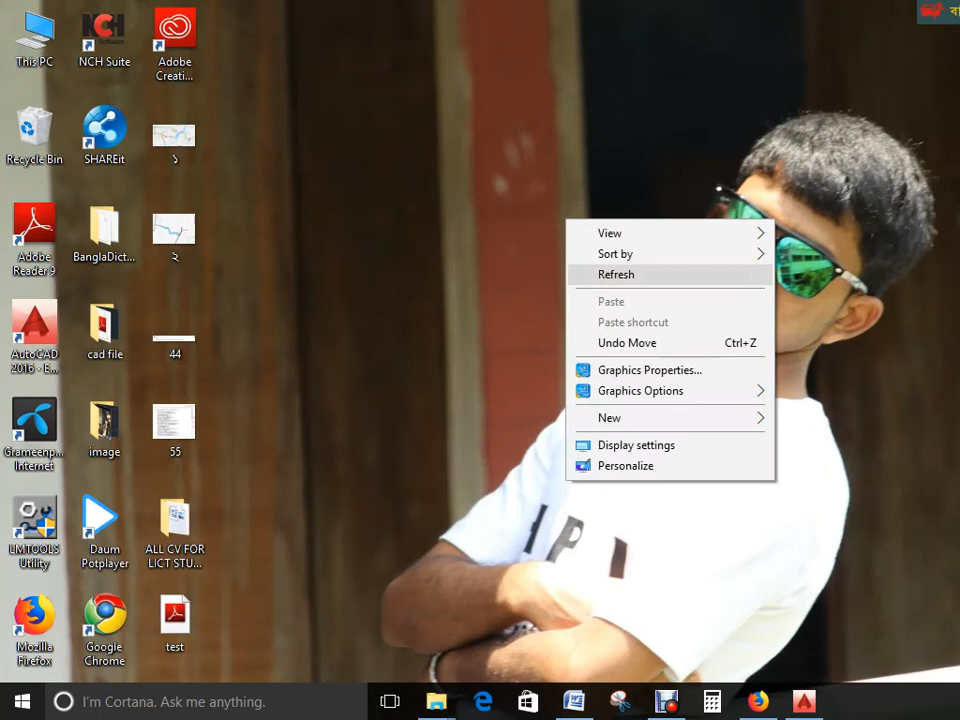 This PC
NCH Suite
Adobe
Creati...
Recycle Bin
SHAREit
১
Adobe
Reader 9
BanglaDict...
২
AutoCAD
2016 - E...
cad file
44
Grameenp...
Internet
image
55
LMTOOLS
Utility
Daum
Potplayer
ALL CV FOR
LICT STU...
Mozilla
Firefox
Google
Chrome
test
View
Sort by
Refresh
Paste
Paste shortcut
Undo Move Ctrl+Z
Graphics Properties...
Graphics Options
New
Display settings
Personalize
I'm Cortana. Ask me anything.